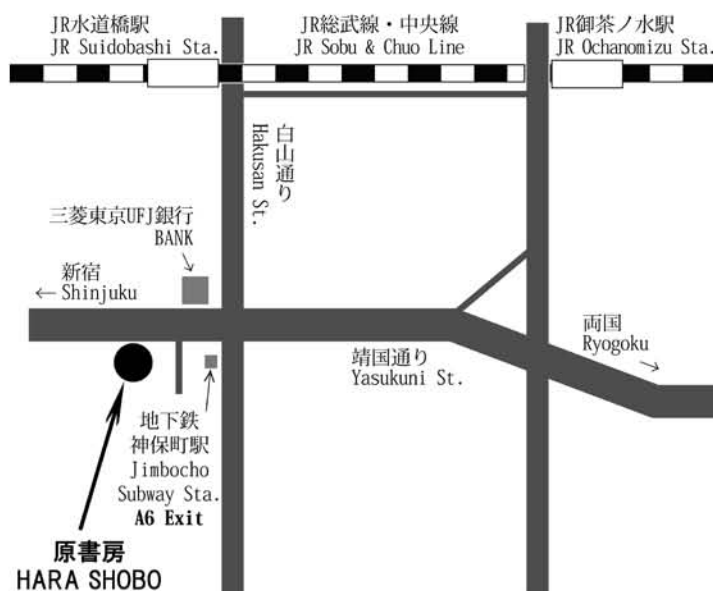 JR水道橋駅
JR Suidobashi Sta.
JR総武線・中央線
JR Sobu & Chuo Line
JR御茶ノ水駅
JR Ochanomizu Sta.
白山通り
Hakusan St.
三菱東京UFJ銀行
BANK
新宿
← Shinjuku
両国
Ryogoku
靖国通り
Yasukuni St.
地下鉄
神保町駅
Jimbocho
Subway Sta.
A6 Exit
原書房
HARA SHOBO